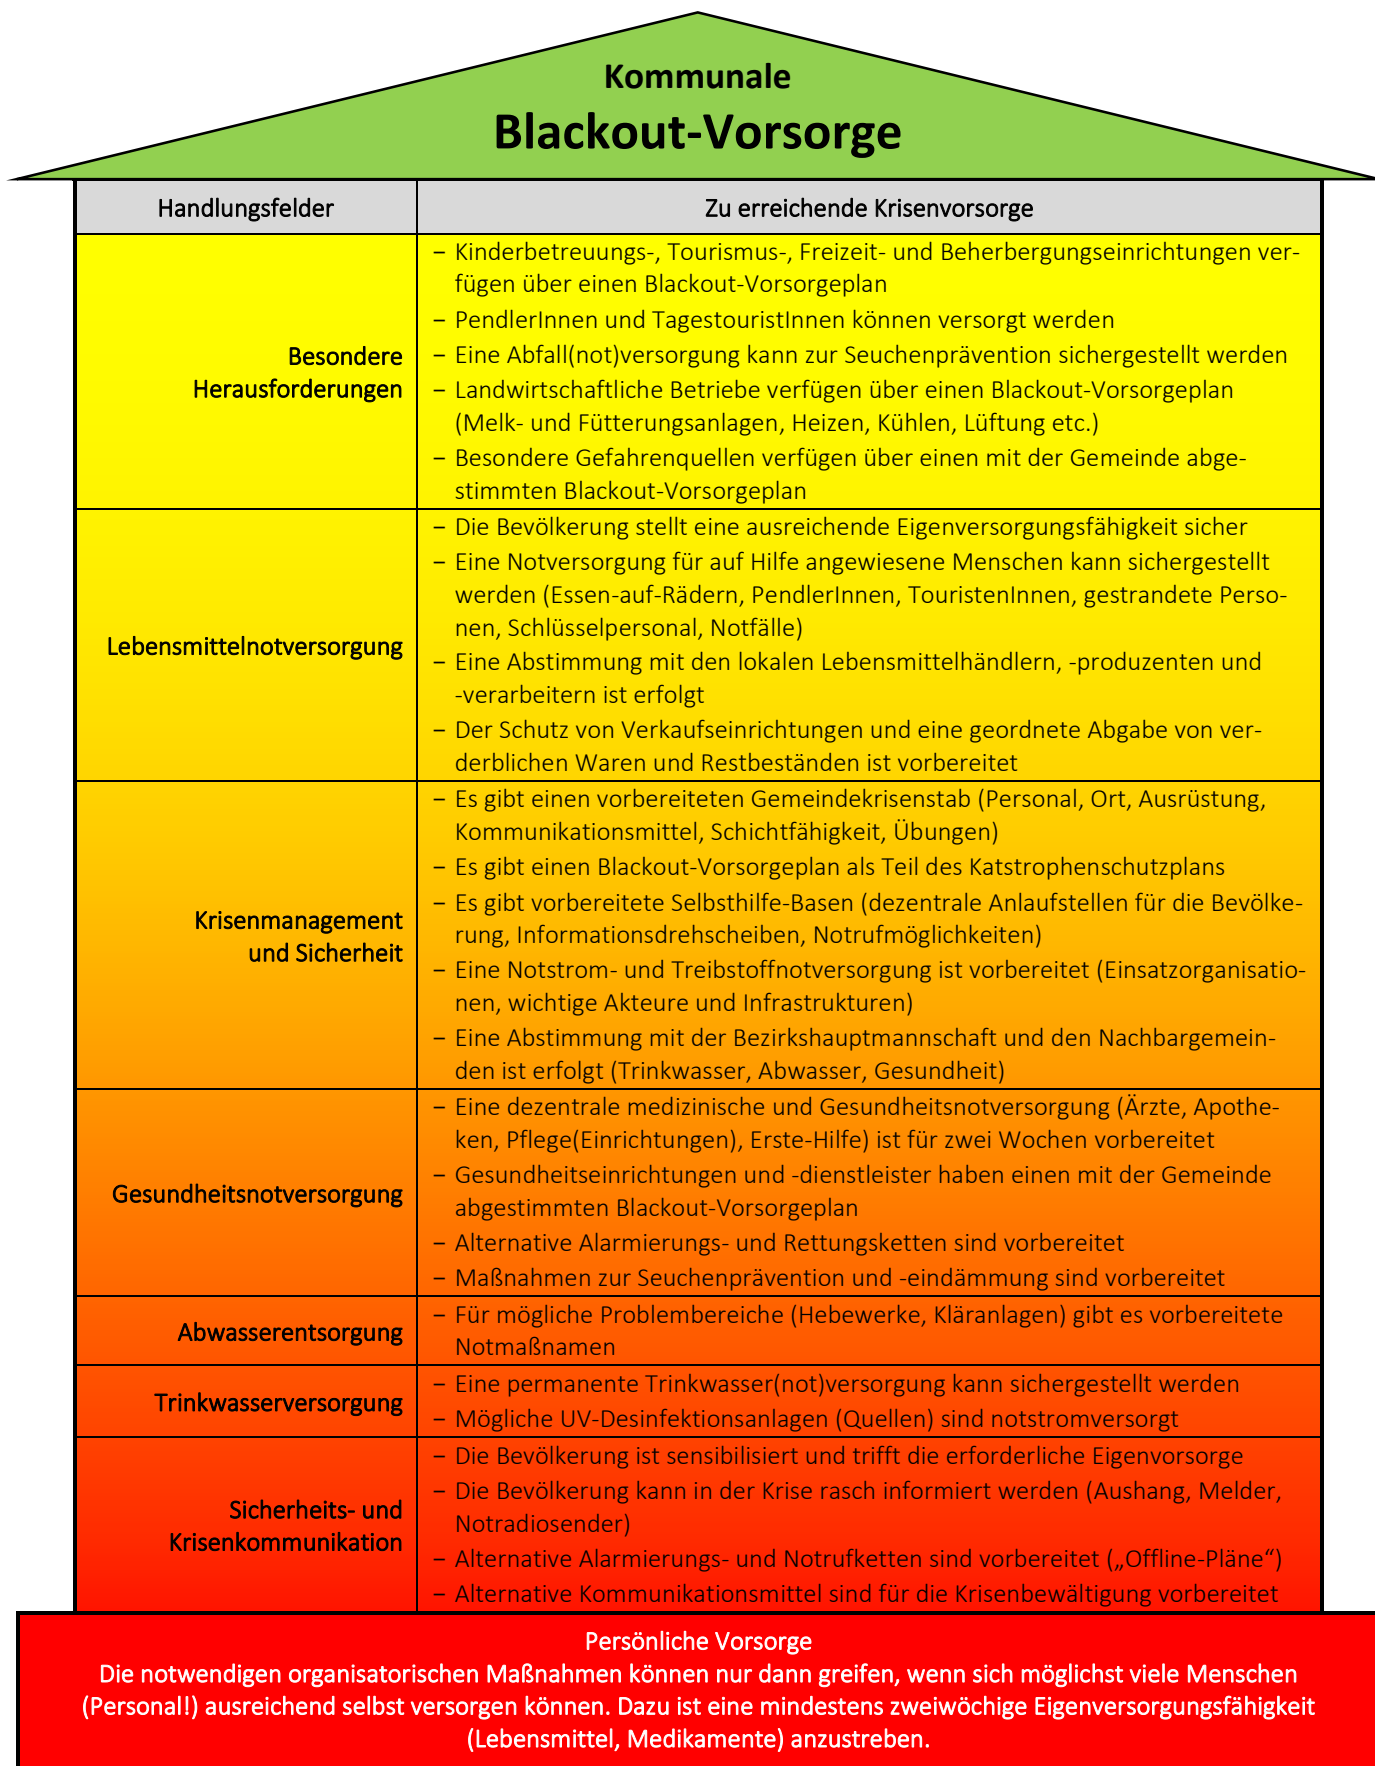 Kommunale
Blackout-Vorsorge
Handlungsfelder
Zu erreichende Krisenvorsorge
Besondere
Herausforderungen
– Kinderbetreuungs-, Tourismus-, Freizeit- und Beherbergungseinrichtungen ver-
fügen über einen Blackout-Vorsorgeplan
– PendlerInnen und TagestouristInnen können versorgt werden
– Eine Abfall(not)versorgung kann zur Seuchenprävention sichergestellt werden
– Landwirtschaftliche Betriebe verfügen über einen Blackout-Vorsorgeplan
(Melk- und Fütterungsanlagen, Heizen, Kühlen, Lüftung etc.)
– Besondere Gefahrenquellen verfügen über einen mit der Gemeinde abge-
stimmten Blackout-Vorsorgeplan
Lebensmittelnotversorgung
– Die Bevölkerung stellt eine ausreichende Eigenversorgungsfähigkeit sicher
– Eine Notversorgung für auf Hilfe angewiesene Menschen kann sichergestellt
werden (Essen-auf-Rädern, PendlerInnen, TouristenInnen, gestrandete Perso-
nen, Schlüsselpersonal, Notfälle)
– Eine Abstimmung mit den lokalen Lebensmittelhändlern, -produzenten und
-verarbeitern ist erfolgt
– Der Schutz von Verkaufseinrichtungen und eine geordnete Abgabe von ver-
derblichen Waren und Restbeständen ist vorbereitet
Krisenmanagement
und Sicherheit
– Es gibt einen vorbereiteten Gemeindekrisenstab (Personal, Ort, Ausrüstung,
Kommunikationsmittel, Schichtfähigkeit, Übungen)
– Es gibt einen Blackout-Vorsorgeplan als Teil des Katstrophenschutzplans
– Es gibt vorbereitete Selbsthilfe-Basen (dezentrale Anlaufstellen für die Bevölke-
rung, Informationsdrehscheiben, Notrufmöglichkeiten)
– Eine Notstrom- und Treibstoffnotversorgung ist vorbereitet (Einsatzorganisatio-
nen, wichtige Akteure und Infrastrukturen)
– Eine Abstimmung mit der Bezirkshauptmannschaft und den Nachbargemein-
den ist erfolgt (Trinkwasser, Abwasser, Gesundheit)
Gesundheitsnotversorgung
– Eine dezentrale medizinische und Gesundheitsnotversorgung (Ärzte, Apothe-
ken, Pflege(Einrichtungen), Erste-Hilfe) ist für zwei Wochen vorbereitet
– Gesundheitseinrichtungen und -dienstleister haben einen mit der Gemeinde
abgestimmten Blackout-Vorsorgeplan
– Alternative Alarmierungs- und Rettungsketten sind vorbereitet
– Maßnahmen zur Seuchenprävention und -eindämmung sind vorbereitet
Abwasserentsorgung
– Für mögliche Problembereiche (Hebewerke, Kläranlagen) gibt es vorbereitete
Notmaßnamen
Trinkwasserversorgung
– Eine permanente Trinkwasser(not)versorgung kann sichergestellt werden
– Mögliche UV-Desinfektionsanlagen (Quellen) sind notstromversorgt
Sicherheits- und
Krisenkommunikation
– Die Bevölkerung ist sensibilisiert und trifft die erforderliche Eigenvorsorge
– Die Bevölkerung kann in der Krise rasch informiert werden (Aushang, Melder,
Notradiosender)
– Alternative Alarmierungs- und Notrufketten sind vorbereitet („Offline-Pläne“)
– Alternative Kommunikationsmittel sind für die Krisenbewältigung vorbereitet
Persönliche Vorsorge
Die notwendigen organisatorischen Maßnahmen können nur dann greifen, wenn sich möglichst viele Menschen
(Personal!) ausreichend selbst versorgen können. Dazu ist eine mindestens zweiwöchige Eigenversorgungsfähigkeit
(Lebensmittel, Medikamente) anzustreben.